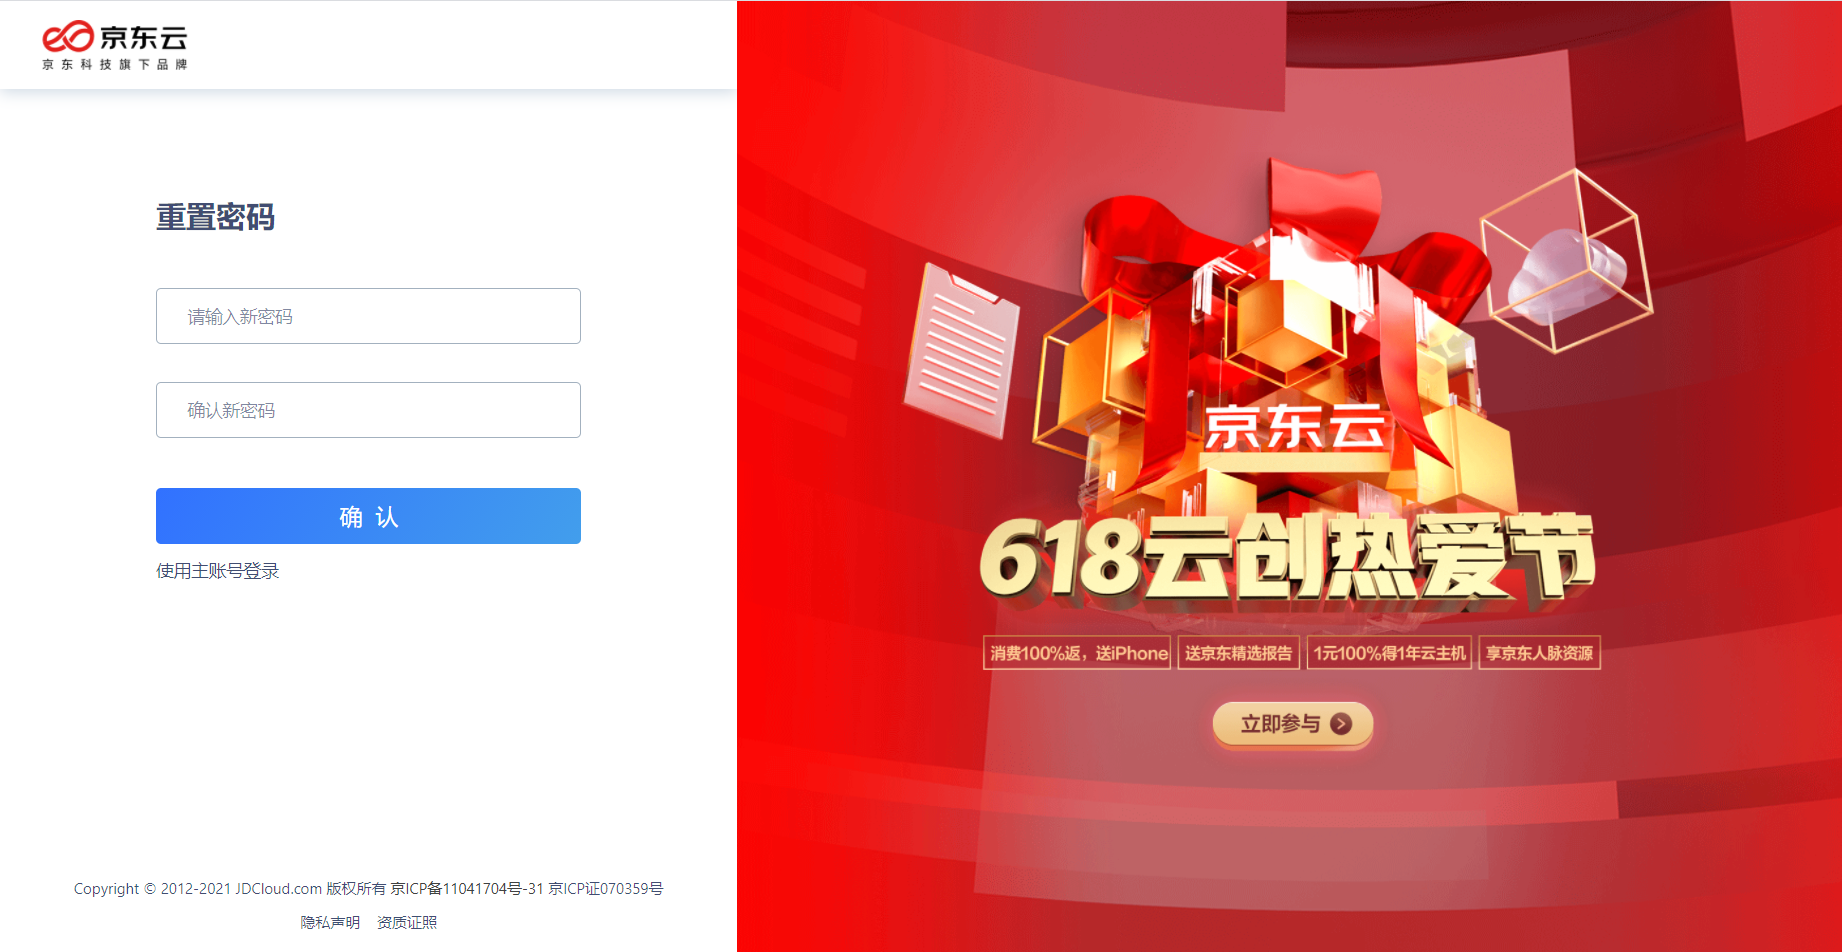 京东云
京东科技旗下品牌
重置密码
请输入新密码
确认新密码
确 认
使用主账号登录
Copyright © 2012-2021 JDCloud.com 版权所有 京ICP备11041704号-31 京ICP证070359号
隐私声明 资质证照
京东云
618云创热爱节
消费100%返，送iPhone 送京东精选报告 1元100%得1年云主机 享京东人脉资源
立即参与